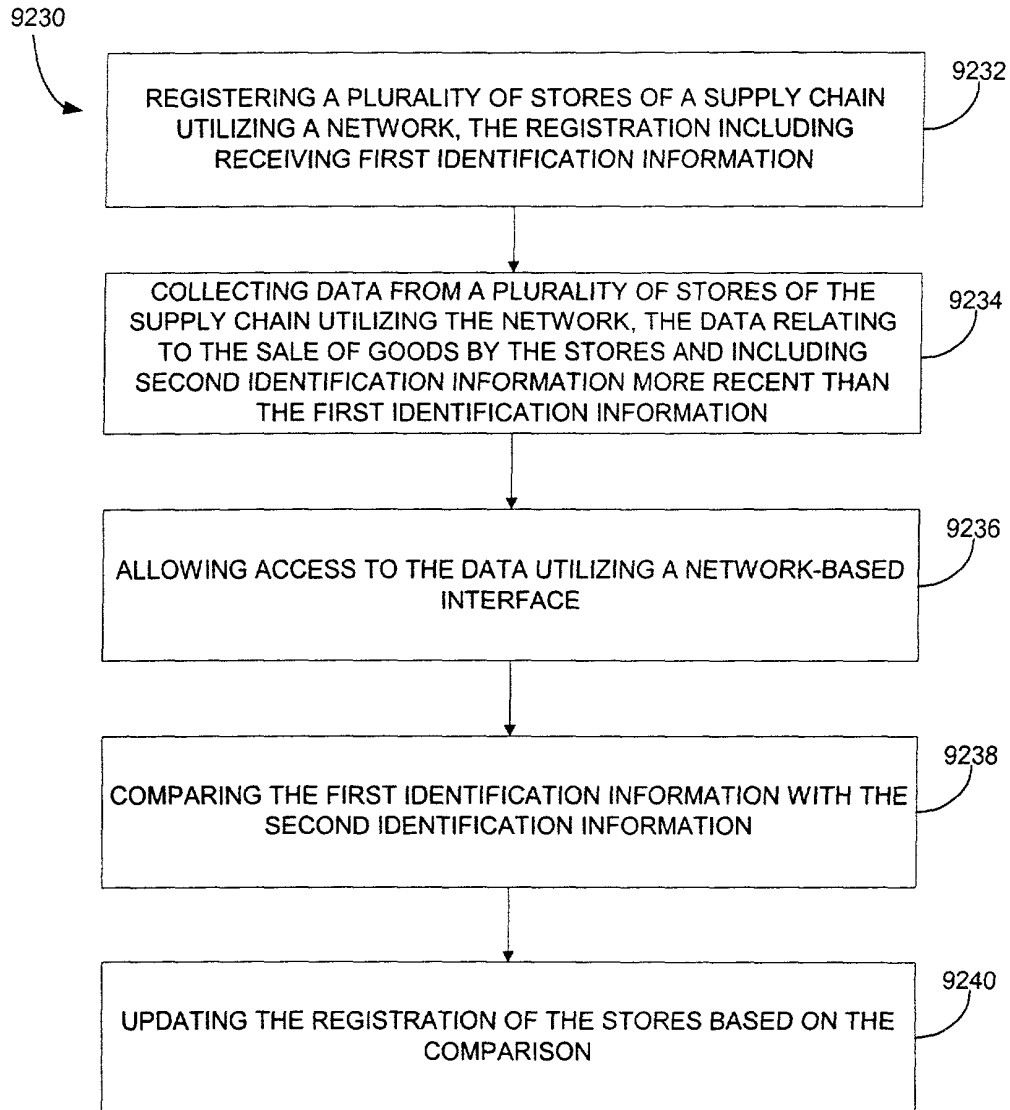 9230
9232
REGISTERING A PLURALITY OF STORES OF A SUPPLY CHAIN
UTILIZING A NETWORK, THE REGISTRATION INCLUDING
RECEIVING FIRST IDENTIFICATION INFORMATION
9234
COLLECTING DATA FROM A PLURALITY OF STORES OF THE
SUPPLY CHAIN UTILIZING THE NETWORK, THE DATA RELATING
TO THE SALE OF GOODS BY THE STORES AND INCLUDING
SECOND IDENTIFICATION INFORMATION MORE RECENT THAN
THE FIRST IDENTIFICATION INFORMATION
9236
ALLOWING ACCESS TO THE DATA UTILIZING A NETWORK-BASED
INTERFACE
9238
COMPARING THE FIRST IDENTIFICATION INFORMATION WITH THE
SECOND IDENTIFICATION INFORMATION
9240
UPDATING THE REGISTRATION OF THE STORES BASED ON THE
COMPARISON